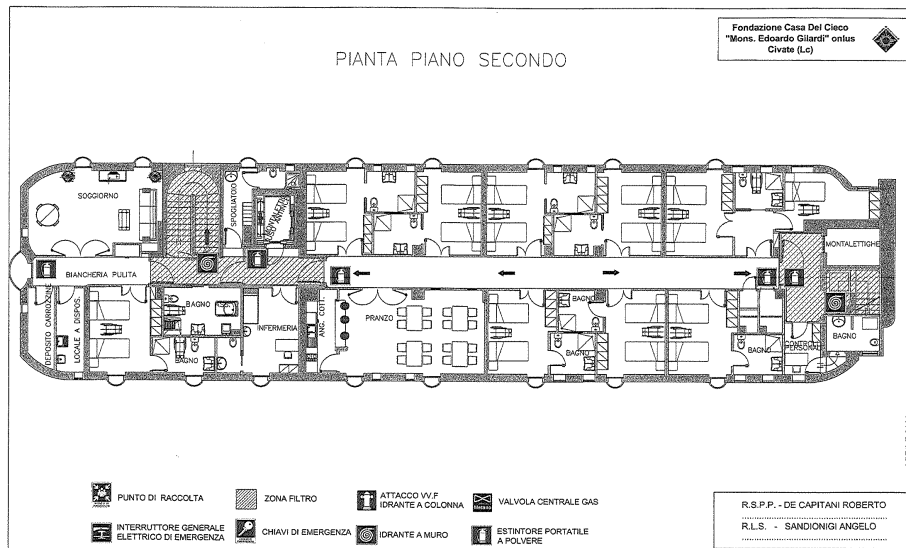 Fondazione Casa Del Cieco
"Mons. Edoardo Gilardi" onlus
Civate (Lc)
PIANTA PIANO SECONDO
SOGGIORNO
SPOGLIATOIO
MONTALETTIGHE
BIANCHERIA PULITA
DEPOSITO CARROZZINE
LOCALE A DISPOS.
BAGNO
BAGNO
INFERMERIA
ANG. COTT.
PRANZO
BAGNO
BAGNO
BAGNO
CONTROL
PERSONALE
BAGNO
PUNTO DI RACCOLTA
ZONA FILTRO
ATTACCO VV.F
IDRANTE A COLONNA
VALVOLA CENTRALE GAS
INTERRUTTORE GENERALE
ELETTRICO DI EMERGENZA
CHIAVI DI EMERGENZA
IDRANTE A MURO
ESTINTORE PORTATILE
A POLVERE
R.S.P.P. - DE CAPITANI ROBERTO
R.L.S. - SANDIONIGI ANGELO